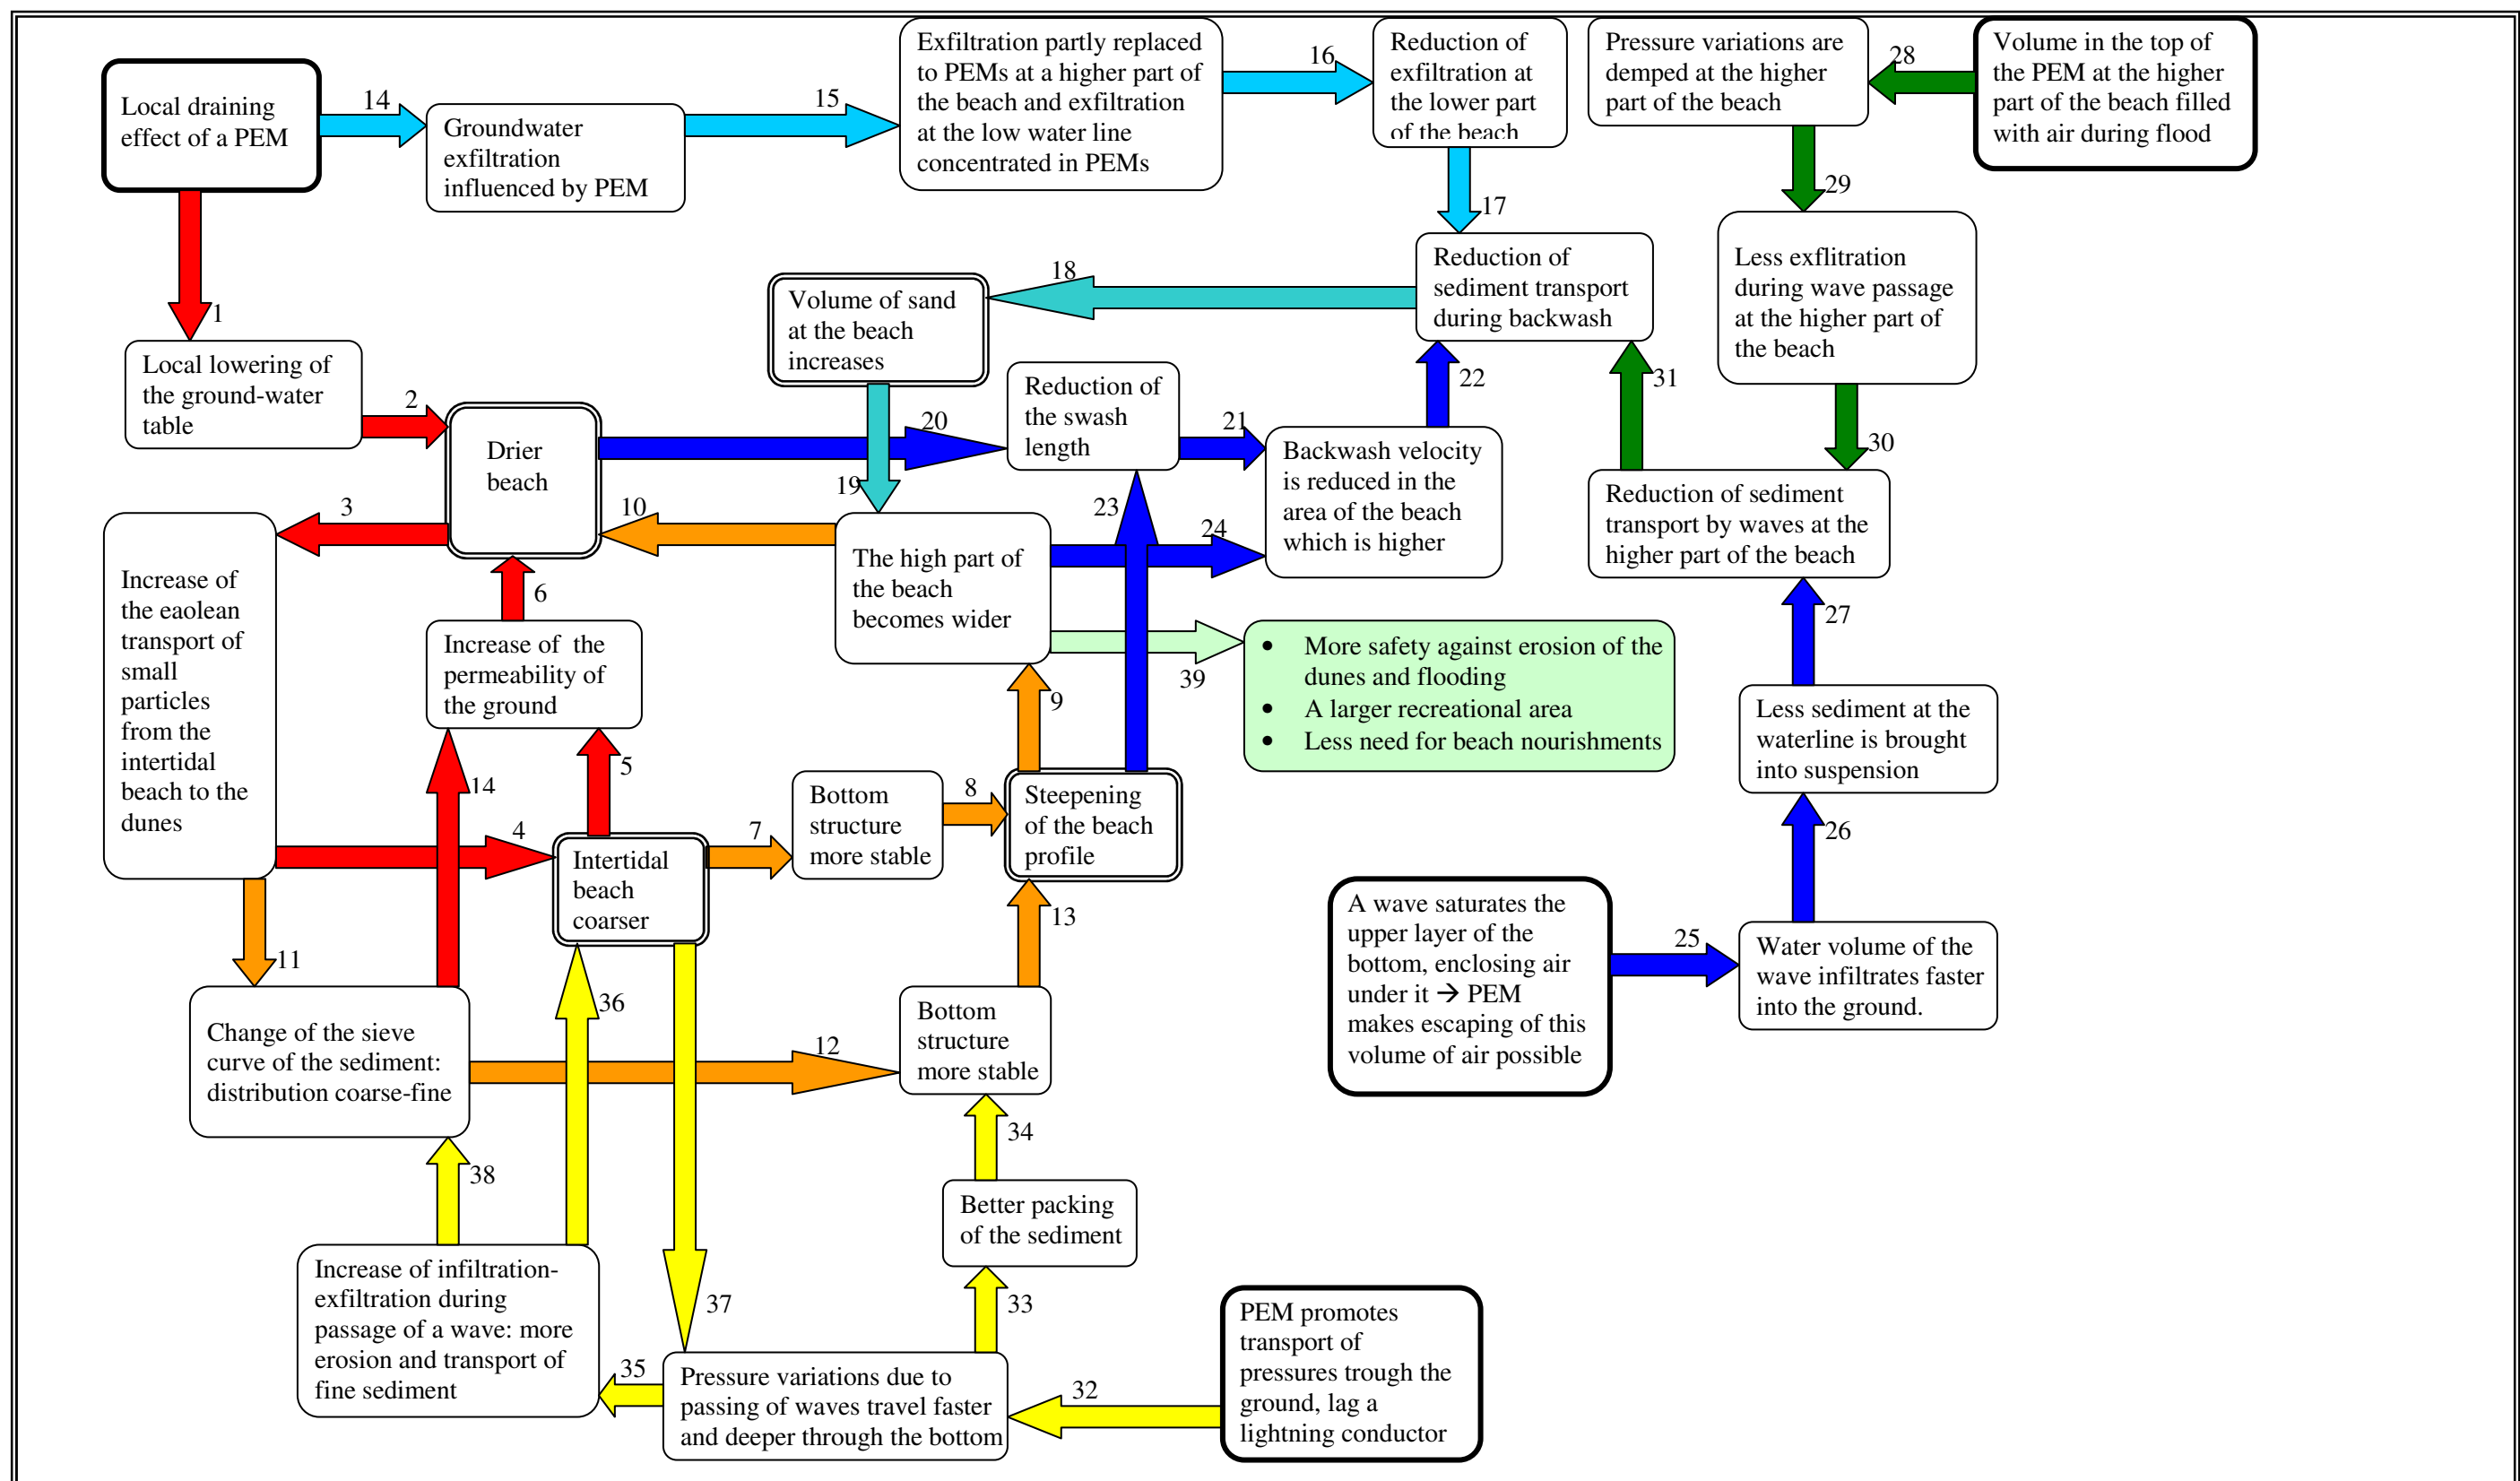 Local draining
effect of a PEM
14
Groundwater
exfiltration
influenced by PEM
15
Exfiltration partly replaced
to PEMs at a higher part of
the beach and exfiltration
at the low water line
concentrated in PEMs
16
Reduction of
exfiltration at
the lower part
of the beach
Pressure variations are
demped at the higher
part of the beach
28
Volume in the top of
the PEM at the higher
part of the beach filled
with air during flood
29
17
1
Local lowering of
the ground-water
table
2
Drier
beach
Volume of sand
at the beach
increases
18
Reduction of
sediment transport
during backwash
Less exflitration
during wave passage
at the higher part of
the beach
20
Reduction of
the swash
length
21
22
31
30
Backwash velocity
is reduced in the
area of the beach
which is higher
Reduction of sediment
transport by waves at the
higher part of the beach
3
10
19
23
24
Increase of
the eaolean
transport of
small
particles
from the
intertidal
beach to the
dunes
6
The high part of
the beach
becomes wider
27
Increase of  the
permeability of
the ground
39
• More safety against erosion of the
dunes and flooding
• A larger recreational area
• Less need for beach nourishments
9
Less sediment at the
waterline is brought
into suspension
14
5
4
7
Bottom
structure
more stable
8
Steepening
of the beach
profile
26
Intertidal
beach
coarser
13
A wave saturates the
upper layer of the
bottom, enclosing air
under it → PEM
makes escaping of this
volume of air possible
25
Water volume of the
wave infiltrates faster
into the ground.
11
36
Change of the sieve
curve of the sediment:
distribution coarse-fine
12
Bottom
structure
more stable
34
38
Better packing
of the sediment
Increase of infiltration-
exfiltration during
passage of a wave: more
erosion and transport of
fine sediment
37
33
35
Pressure variations due to
passing of waves travel faster
and deeper through the bottom
32
PEM promotes
transport of
pressures trough the
ground, lag a
lightning conductor